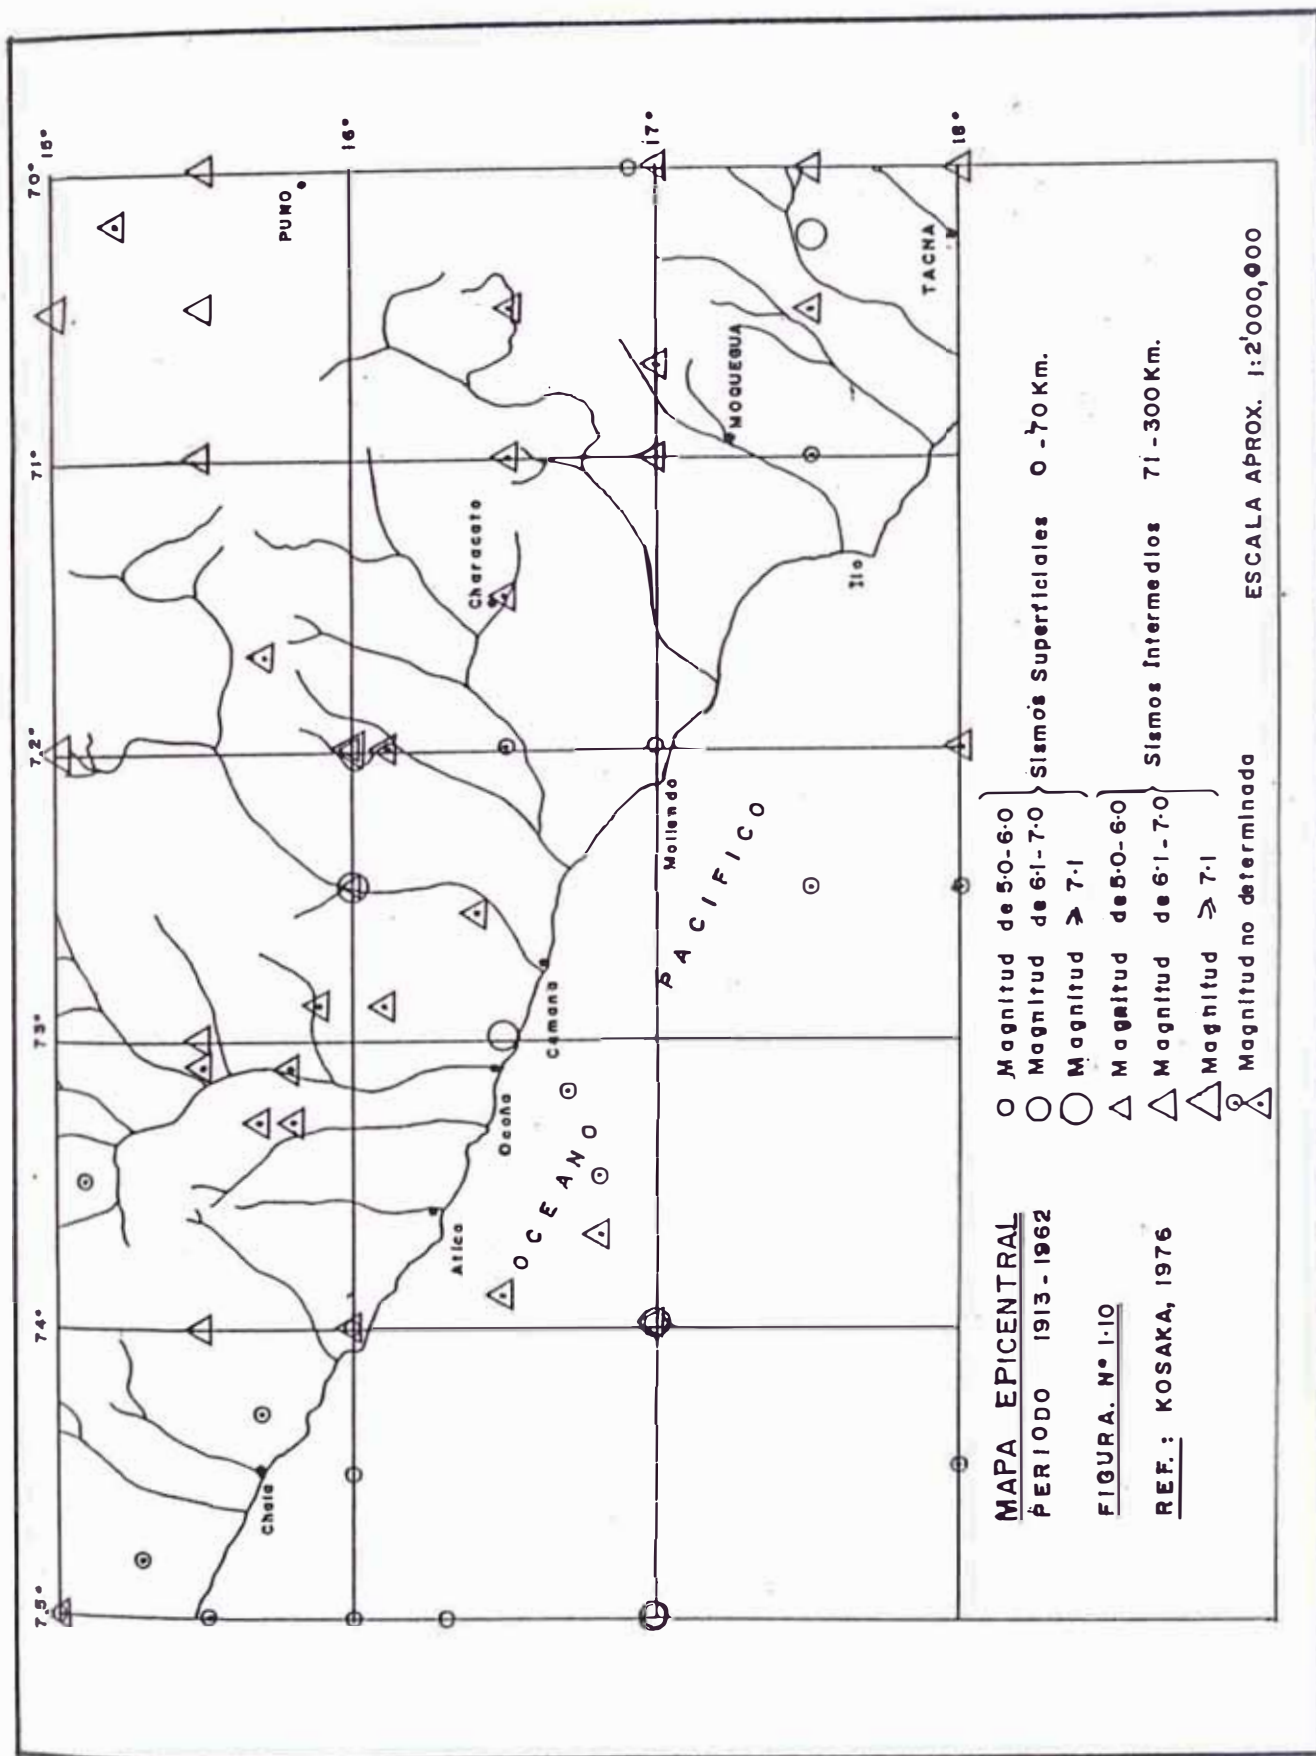 75° 74° 73° 72° 71° 70°
15°
PUNO
16°
Characato
Chala
Atico
Ocoña
Camana
OCEANO PACIFICO
Mollendo
17°
MOQUEGUA
Ilo
TACNA
18°
MAPA EPICENTRAL
PERIODO 1913-1962
FIGURA. Nº 1·10
REF.: KOSAKA, 1976
Magnitud de 5·0-6·0
Magnitud de 6·1-7·0
Magnitud ⩾ 7·1
Sismos Superficiales 0-70 Km.
Magnitud de 5·0-6·0
Magnitud de 6·1-7·0
Magnitud ⩾ 7·1
Sismos Intermedios 71-300 Km.
Magnitud no determinada
ESCALA APROX. 1:2'000,000